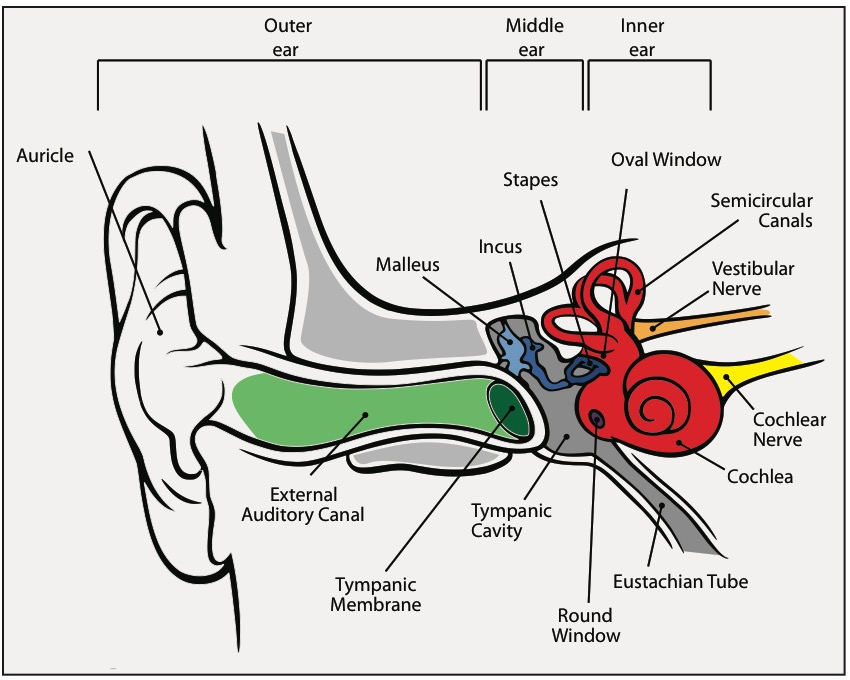 Outer
ear
Middle
ear
Inner
ear
Auricle
Oval Window
Stapes
Semicircular
Canals
Incus
Malleus
Vestibular
Nerve
Cochlear
Nerve
Cochlea
External
Auditory Canal
Tympanic
Cavity
Tympanic
Membrane
Eustachian Tube
Round
Window